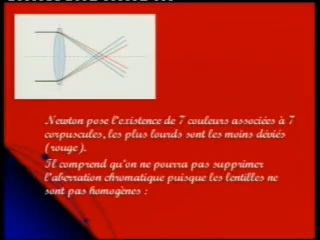 Newton pose l'existence de 7 couleurs associées à 7
corpuscules, les plus lourds sont les moins déviés
(rouge).
Il comprend qu'on ne pourra pas supprimer
l'aberration chromatique puisque les lentilles ne
sont pas homogènes :